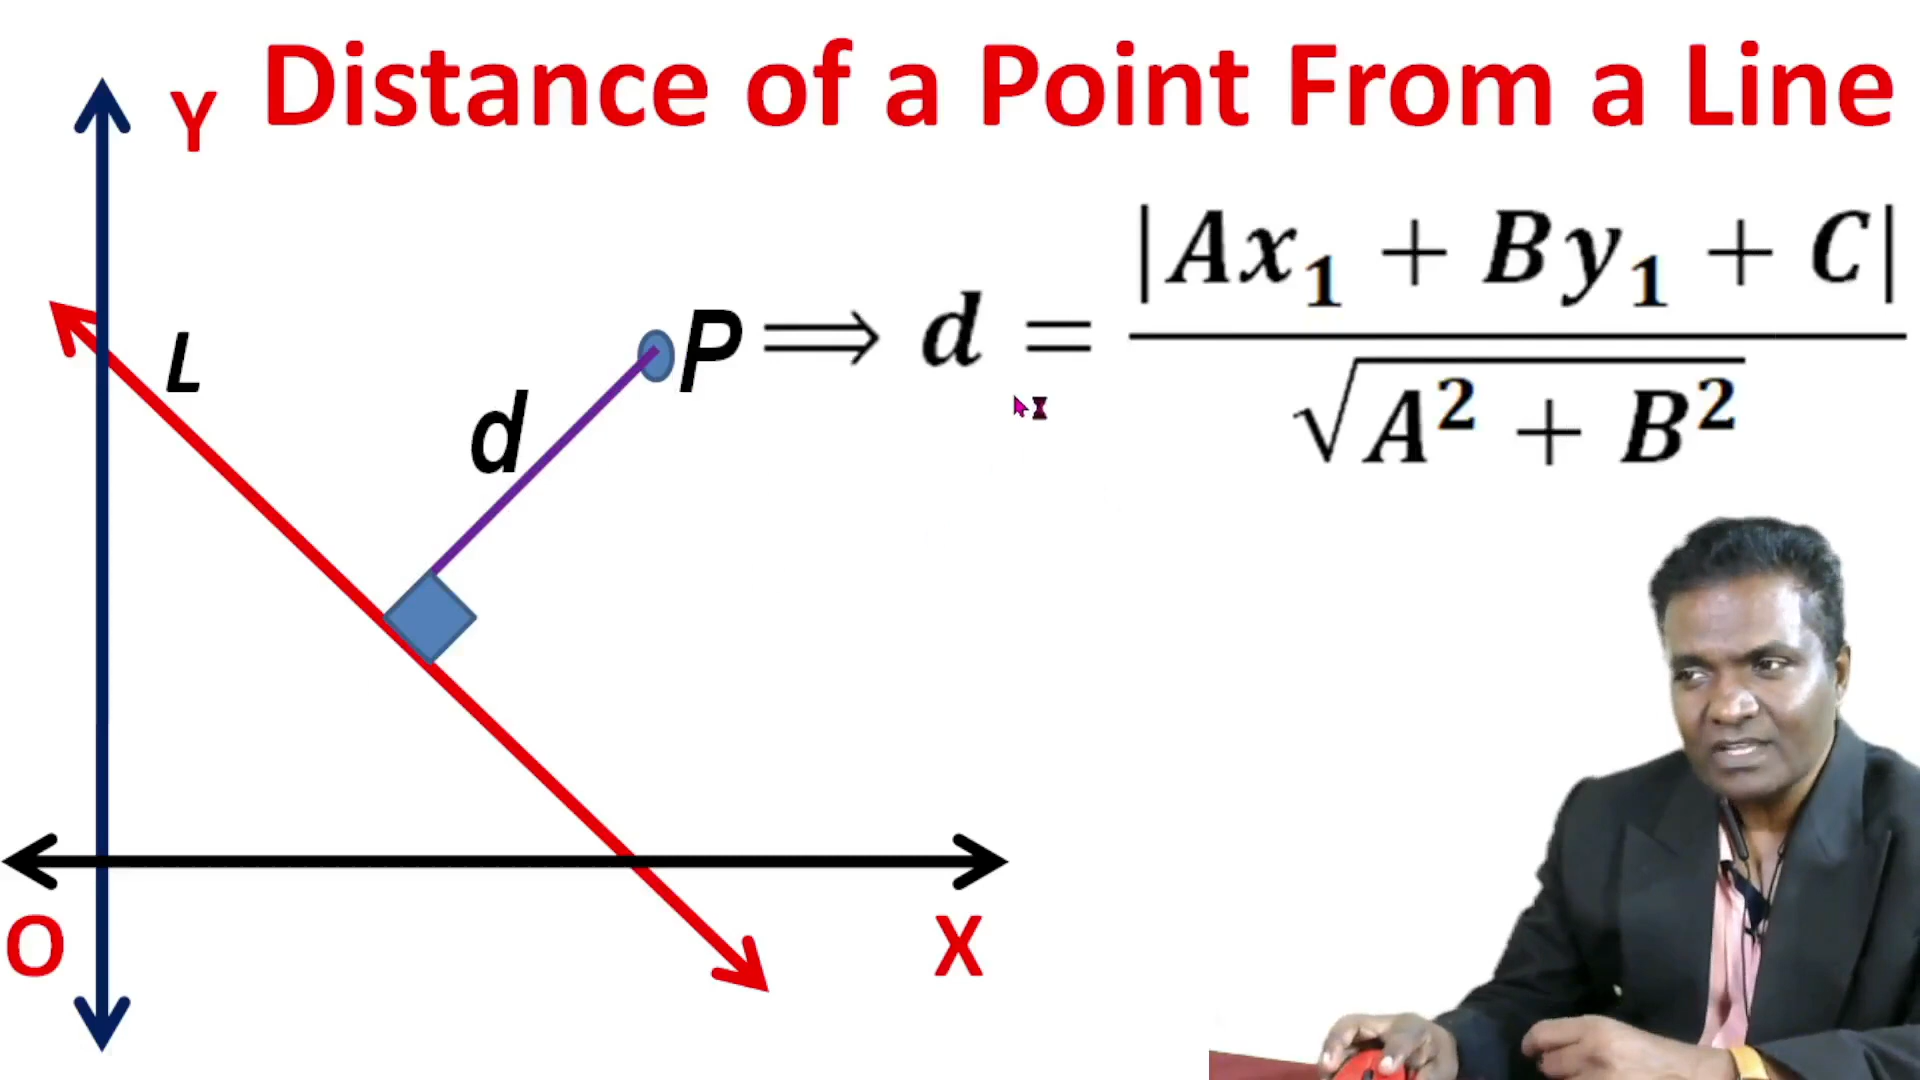 Distance of a Point From a Line
Y
L
d
P ⟹ d = |Ax₁ + By₁ + C| / √(A² + B²)
O
X